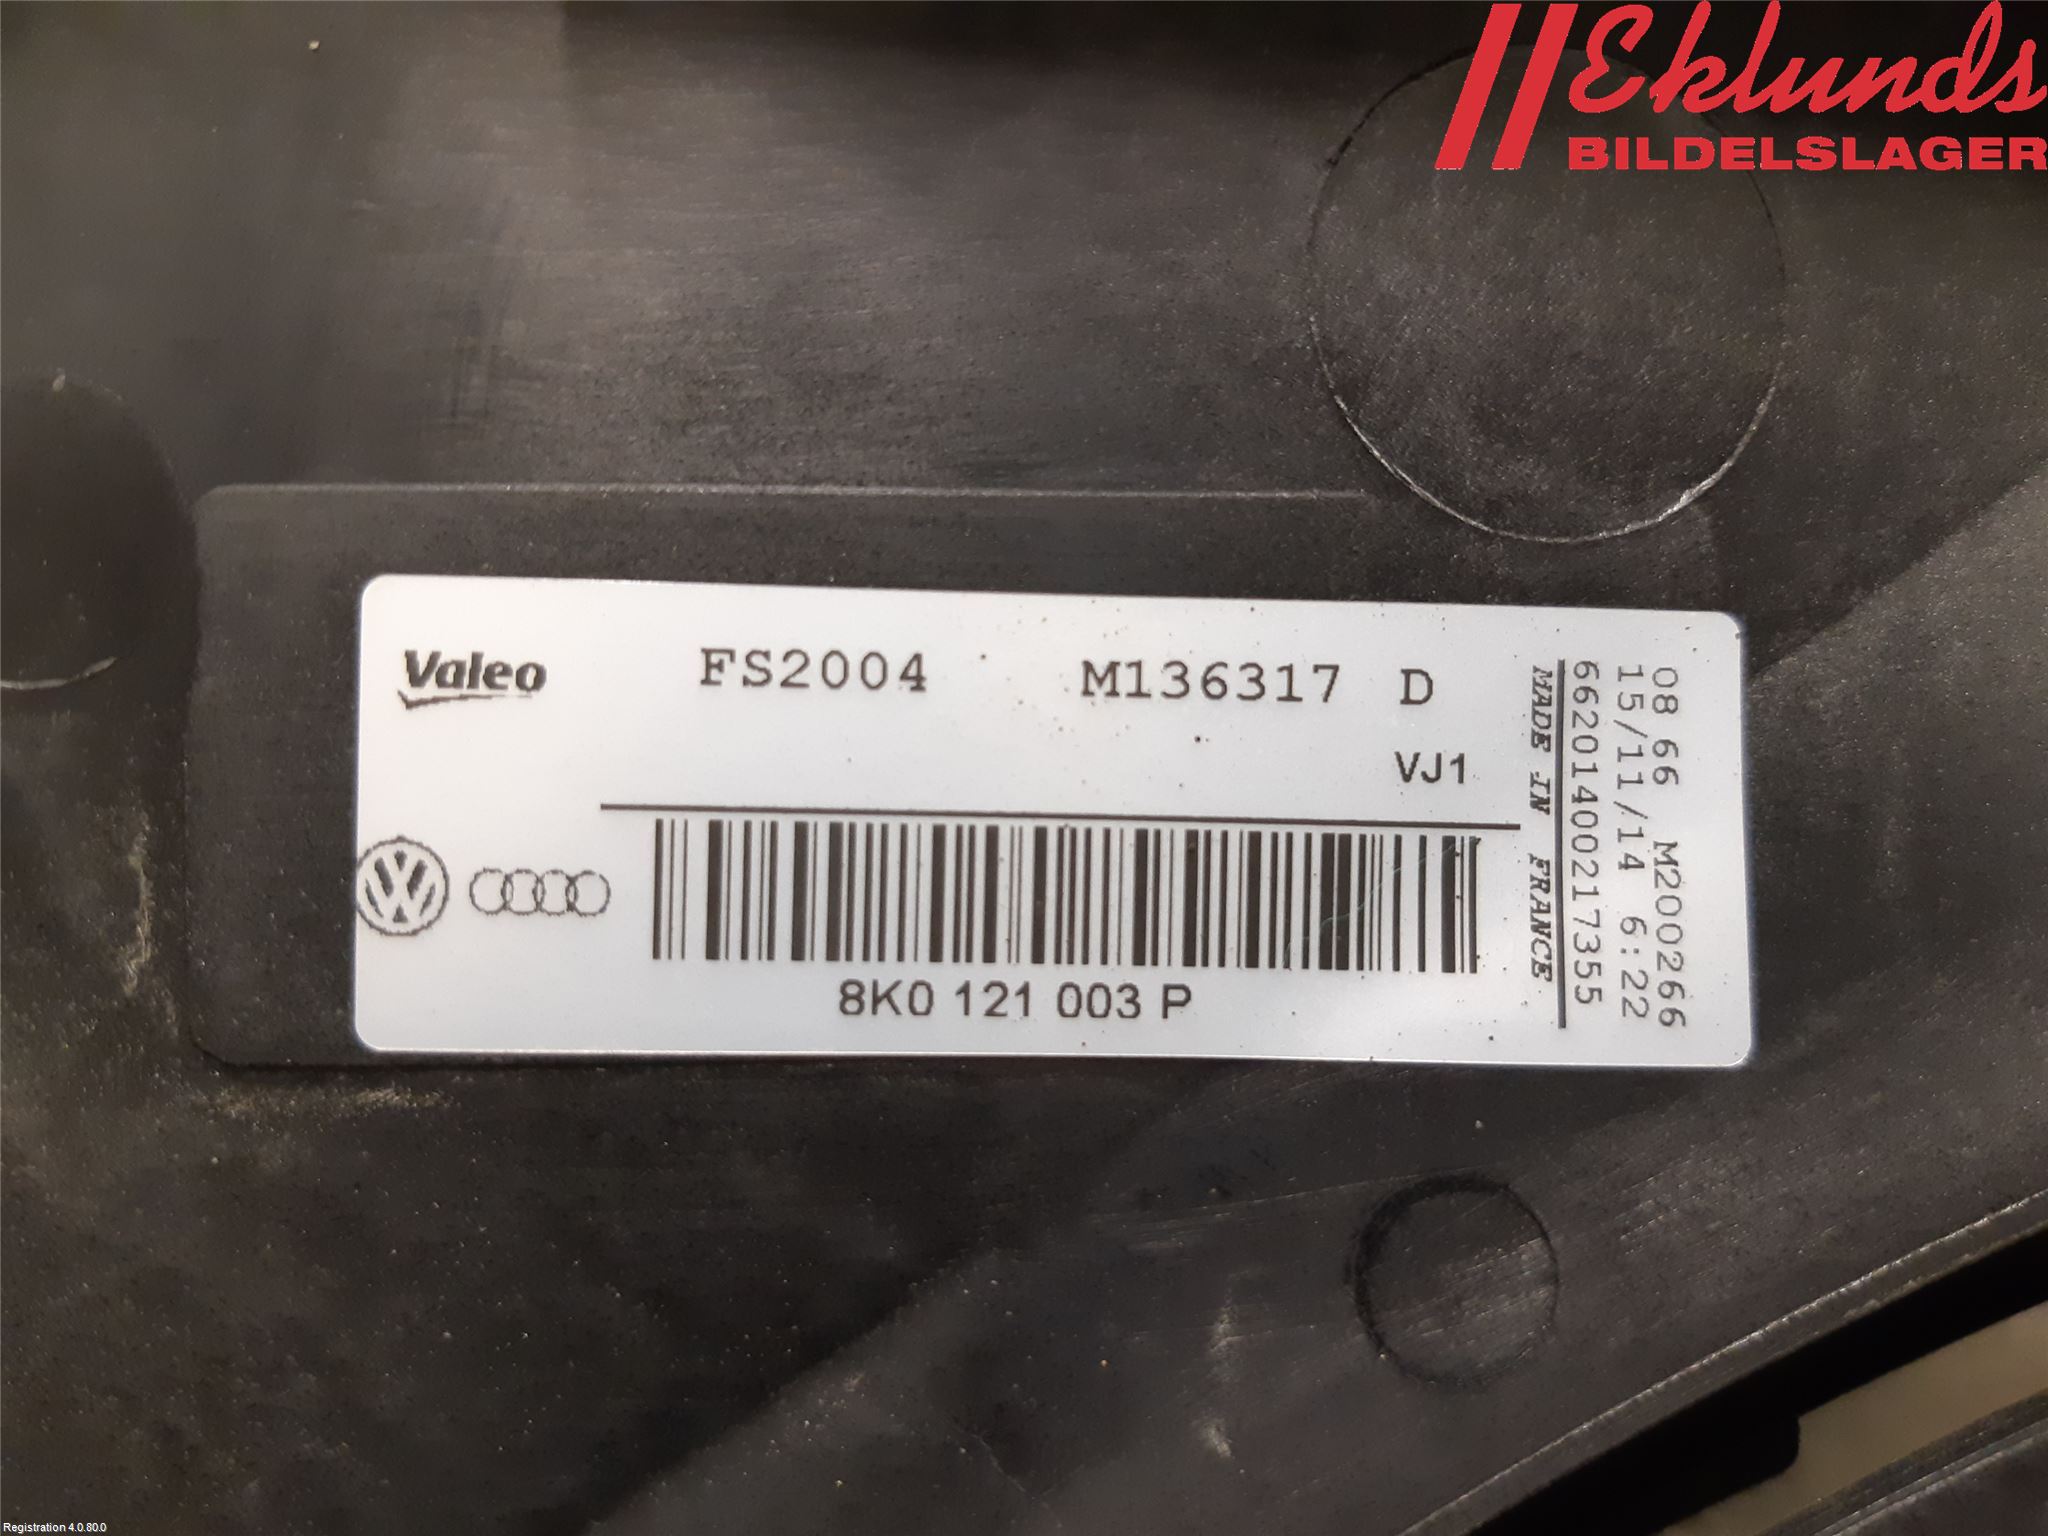 Eklunds
BILDELSLAGER
Valeo FS2004 M136317 D
VJ1
8K0 121 003 P
MADE IN FRANCE
66201400217355
15/11/14 6:22
08 66 M2000266
Registration 4.0.80.0